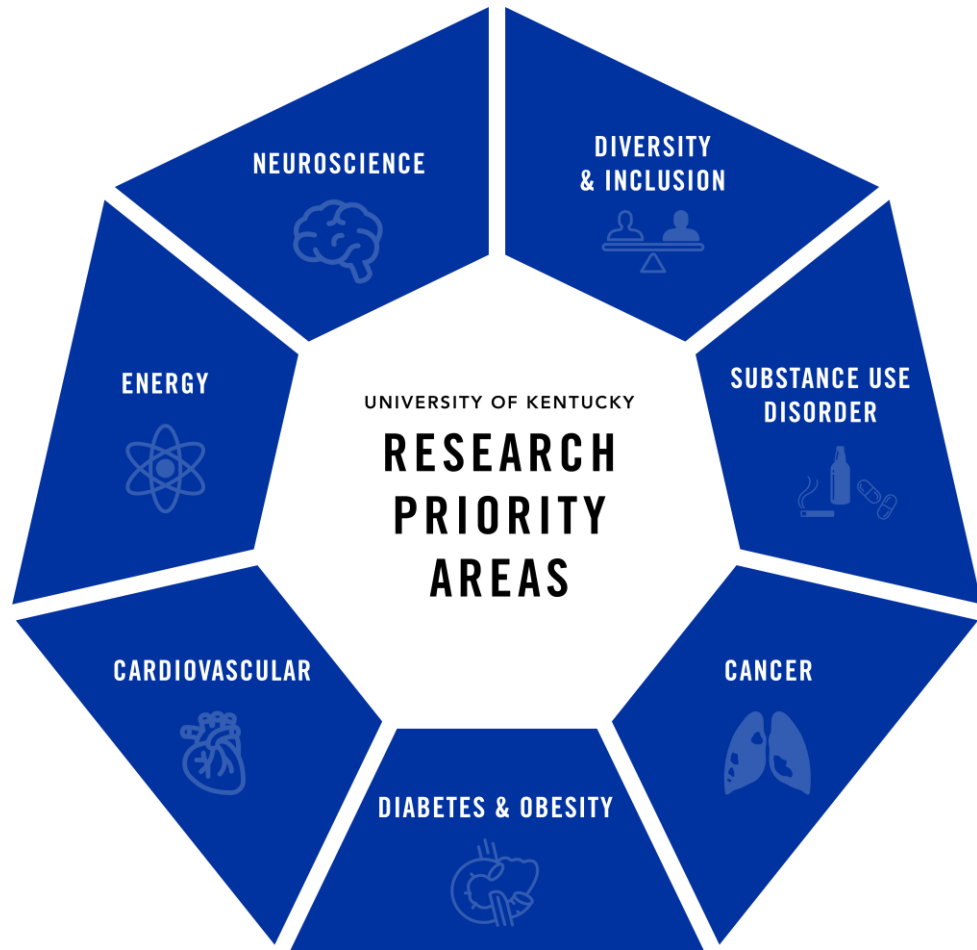 NEUROSCIENCE
DIVERSITY
& INCLUSION
ENERGY
SUBSTANCE USE
DISORDER
UNIVERSITY OF KENTUCKY
RESEARCH
PRIORITY
AREAS
CARDIOVASCULAR
CANCER
DIABETES & OBESITY